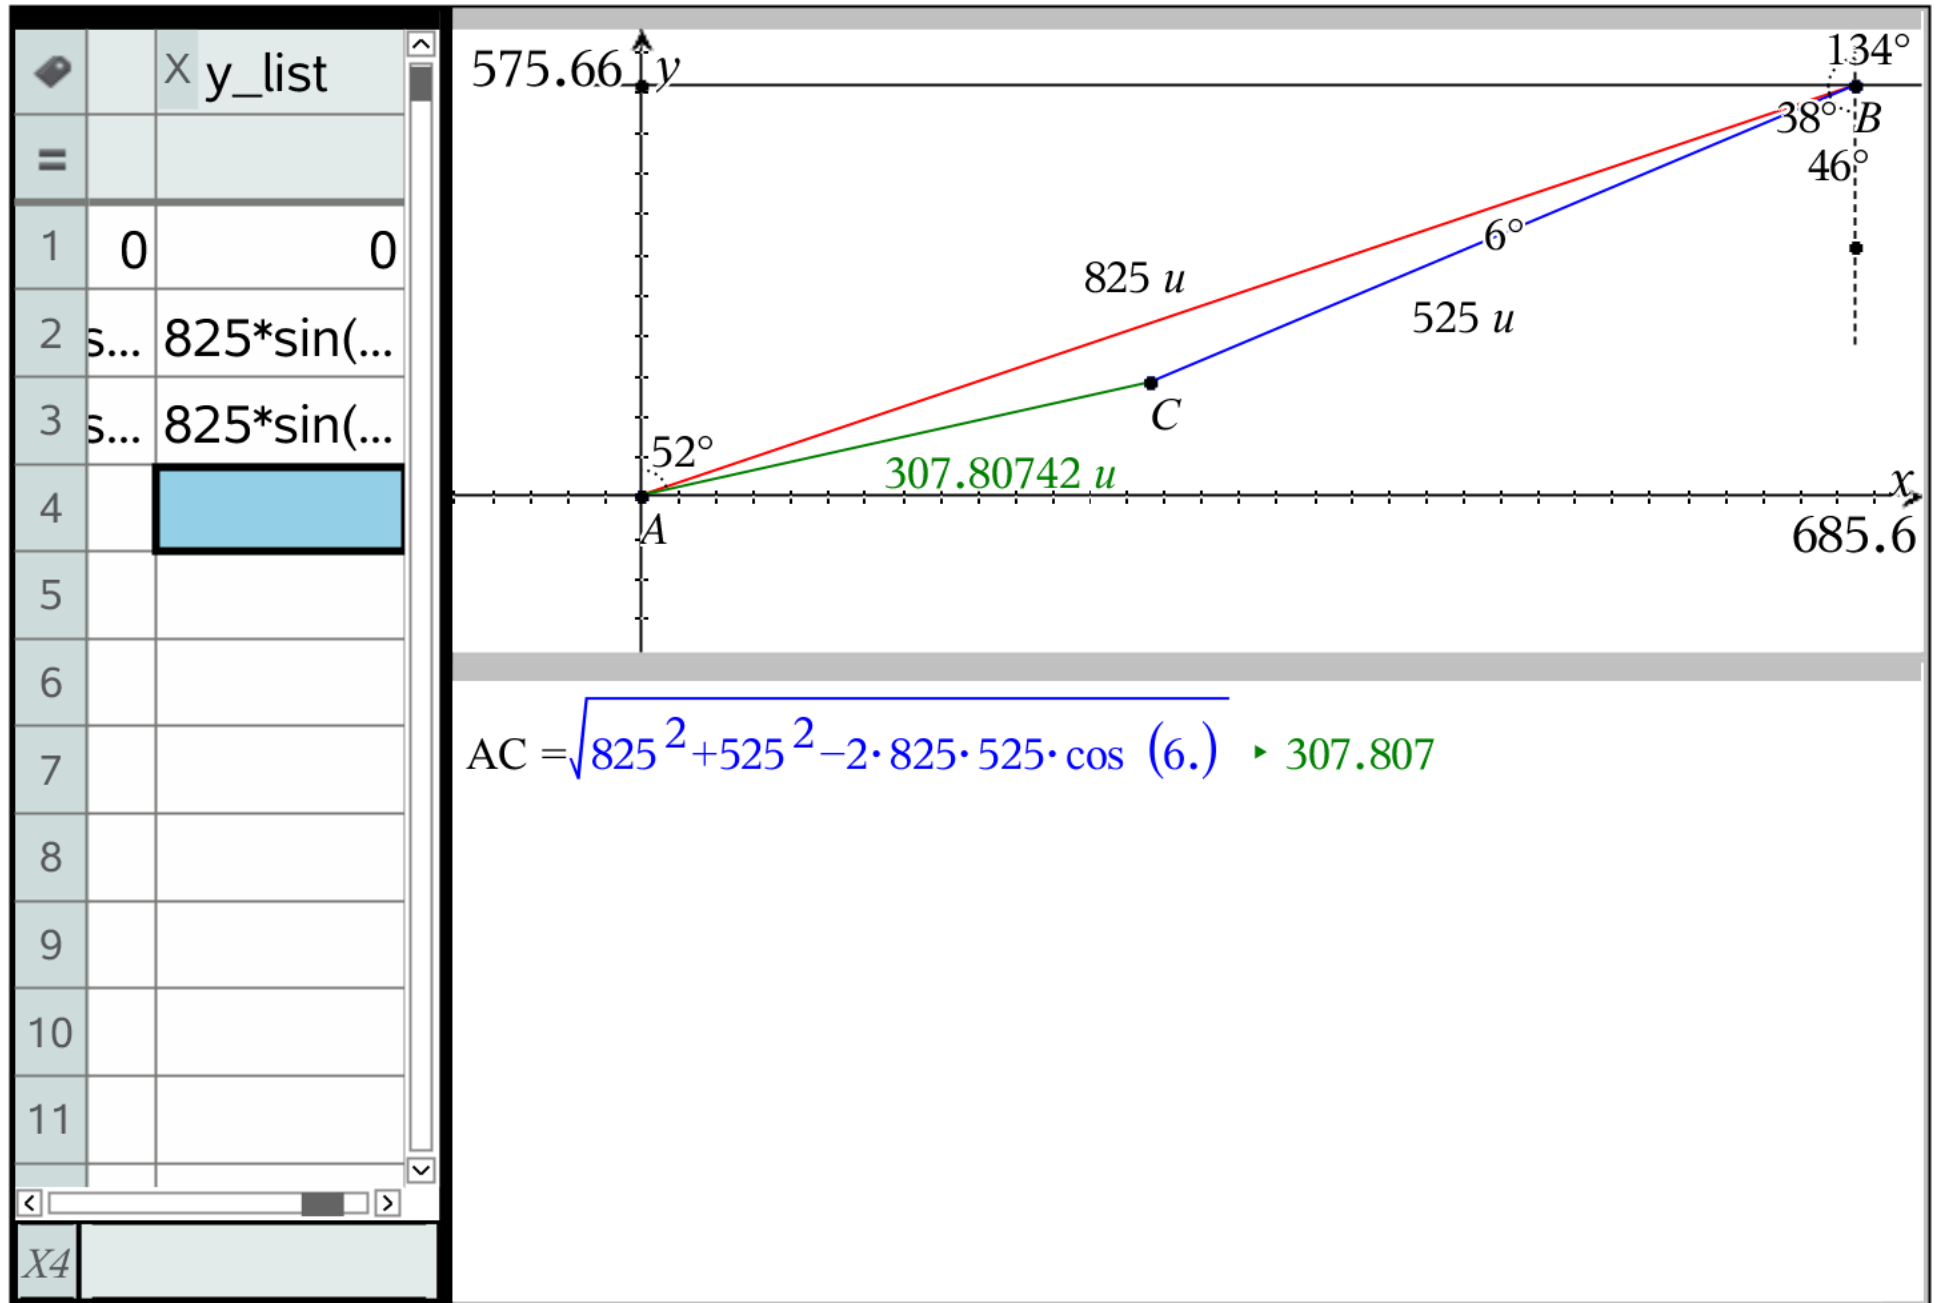 X y_list
=
1 0 0
2 s... 825*sin(...
3 s... 825*sin(...
4
5
6
7
8
9
10
11
X4
575.66 y
134°
38° B
46°
6°
825 u
525 u
C
52°
307.80742 u
x
A
685.6
AC =√825²+525²−2·825·525·cos (6.) ▸ 307.807